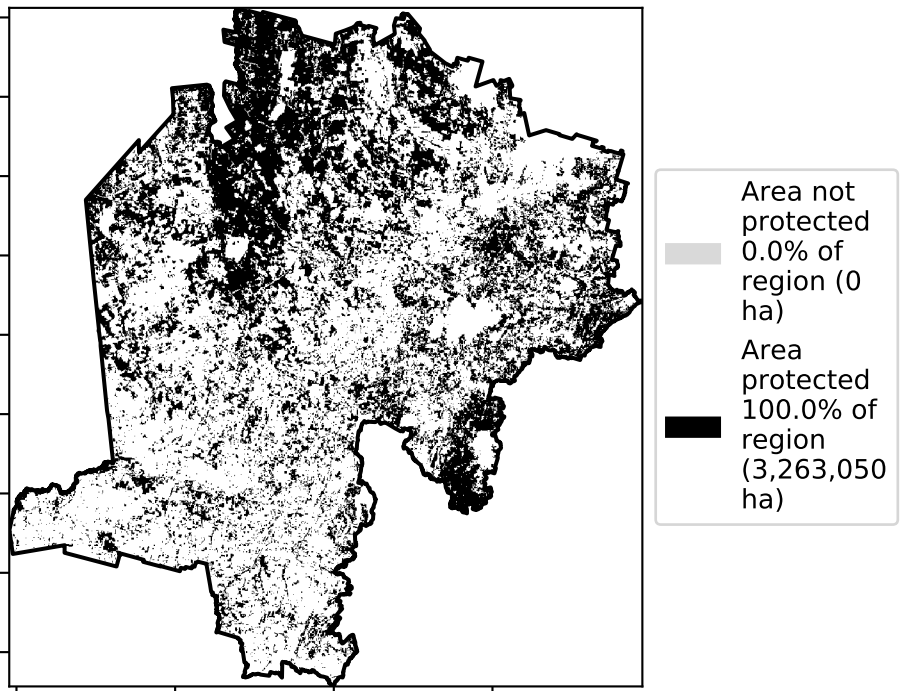 Area not
protected
0.0% of
region (0
ha)
Area
protected
100.0% of
region
(3,263,050
ha)